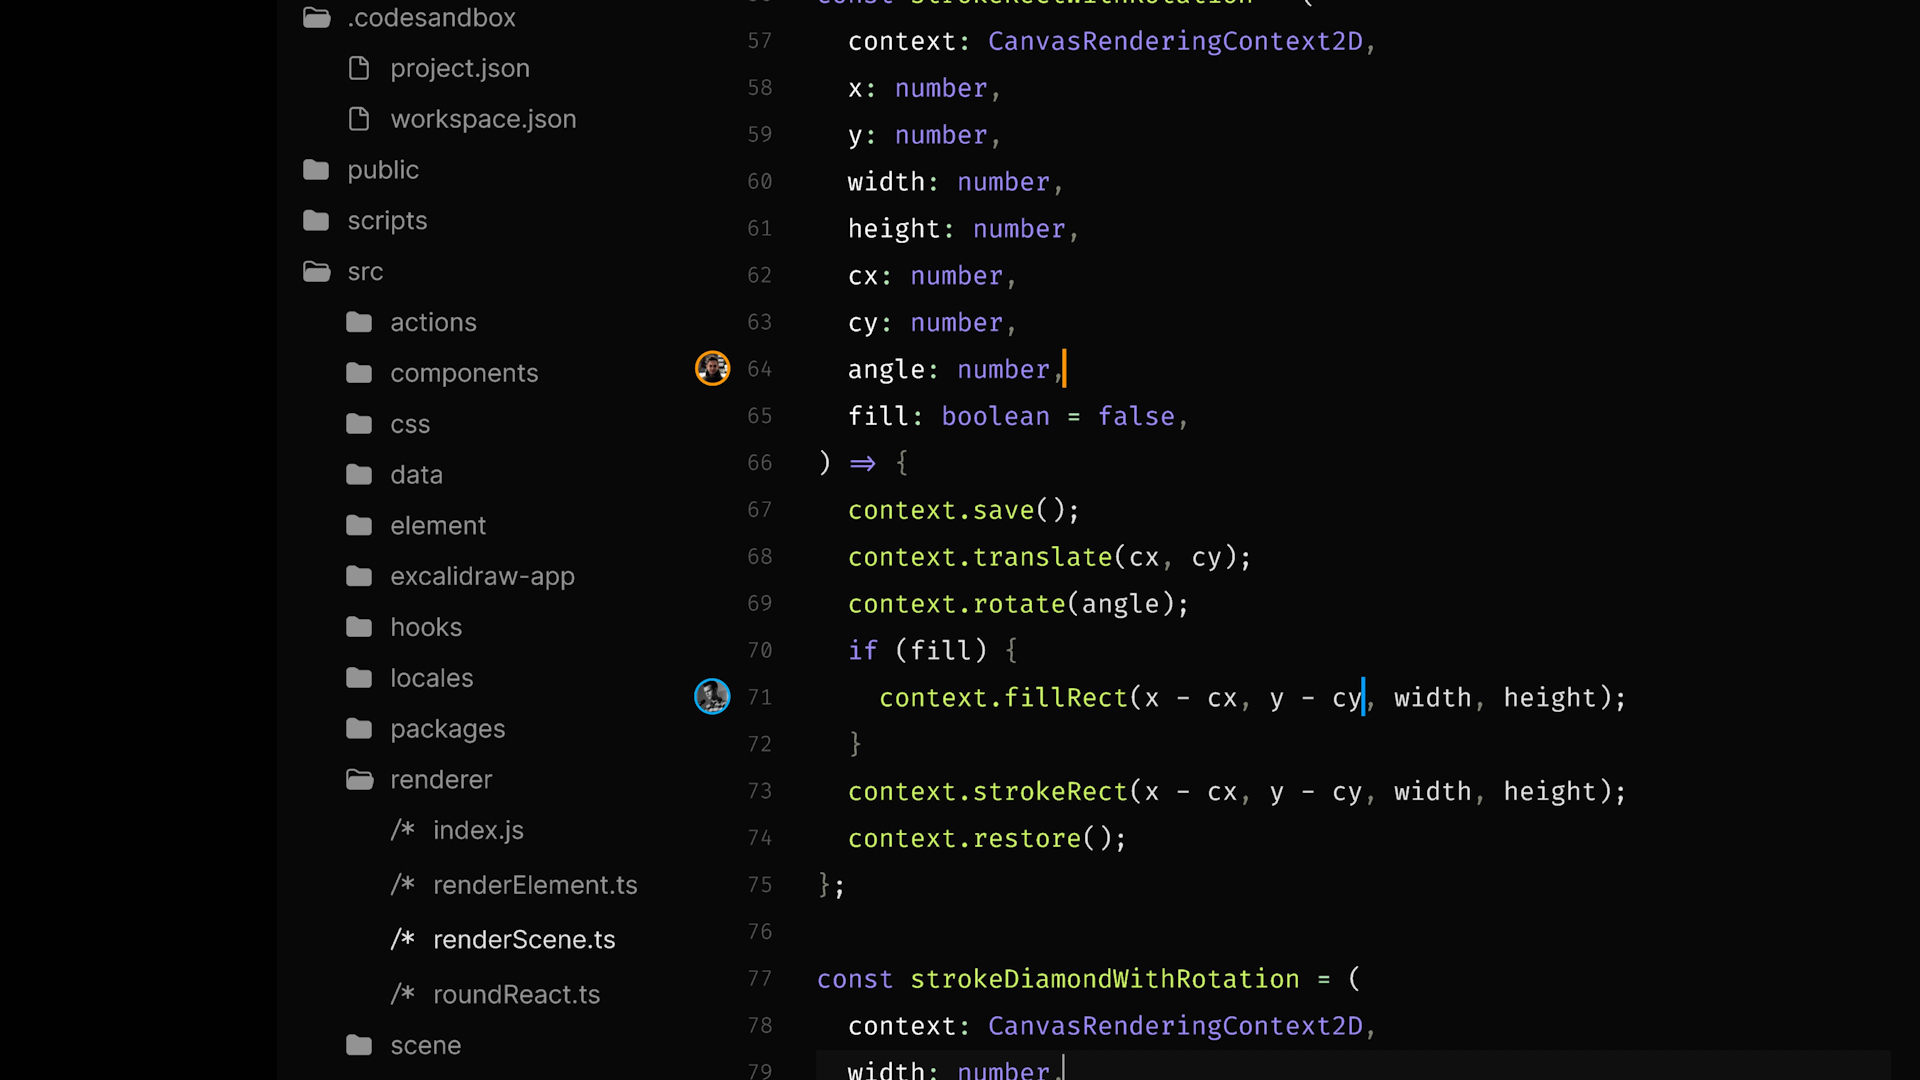 .codesandbox
project.json
workspace.json
public
scripts
src
actions
components
css
data
element
excalidraw-app
hooks
locales
packages
renderer
/* index.js
/* renderElement.ts
/* renderScene.ts
/* roundReact.ts
scene
const strokeRectWithRotation = (
57 context: CanvasRenderingContext2D,
58 x: number,
59 y: number,
60 width: number,
61 height: number,
62 cx: number,
63 cy: number,
64 angle: number,
65 fill: boolean = false,
66 ) => {
67 context.save();
68 context.translate(cx, cy);
69 context.rotate(angle);
70 if (fill) {
71 context.fillRect(x - cx, y - cy, width, height);
72 }
73 context.strokeRect(x - cx, y - cy, width, height);
74 context.restore();
75 };
76
77 const strokeDiamondWithRotation = (
78 context: CanvasRenderingContext2D,
79 width: number,